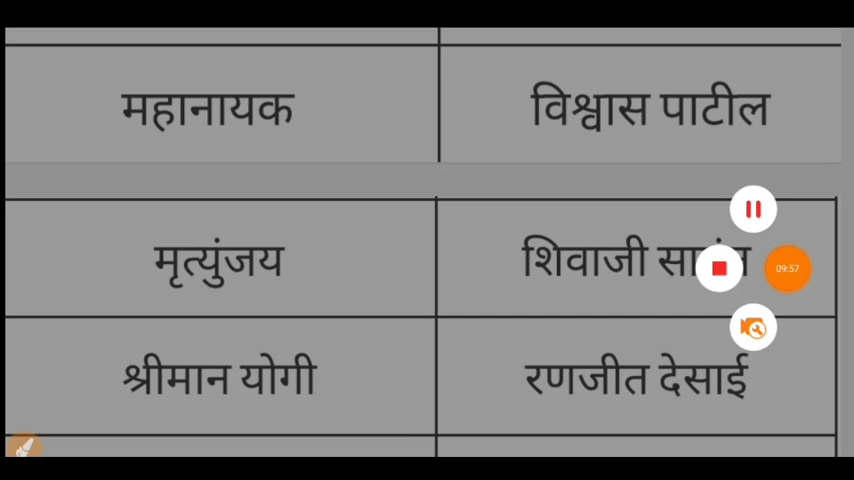 महानायक
विश्वास पाटील
मृत्युंजय
शिवाजी
श्रीमान योगी
रणजीत देसाई
09:57